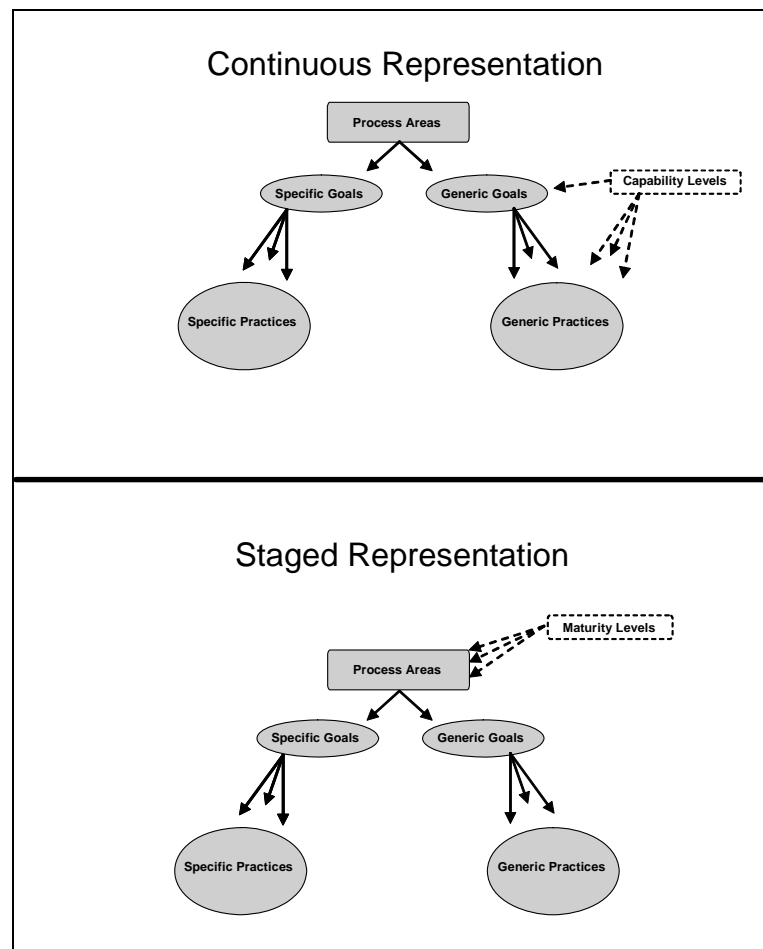 Continuous Representation
Process Areas
Specific Goals
Generic Goals
Capability Levels
Specific Practices
Generic Practices
Staged Representation
Maturity Levels
Process Areas
Specific Goals
Generic Goals
Specific Practices
Generic Practices